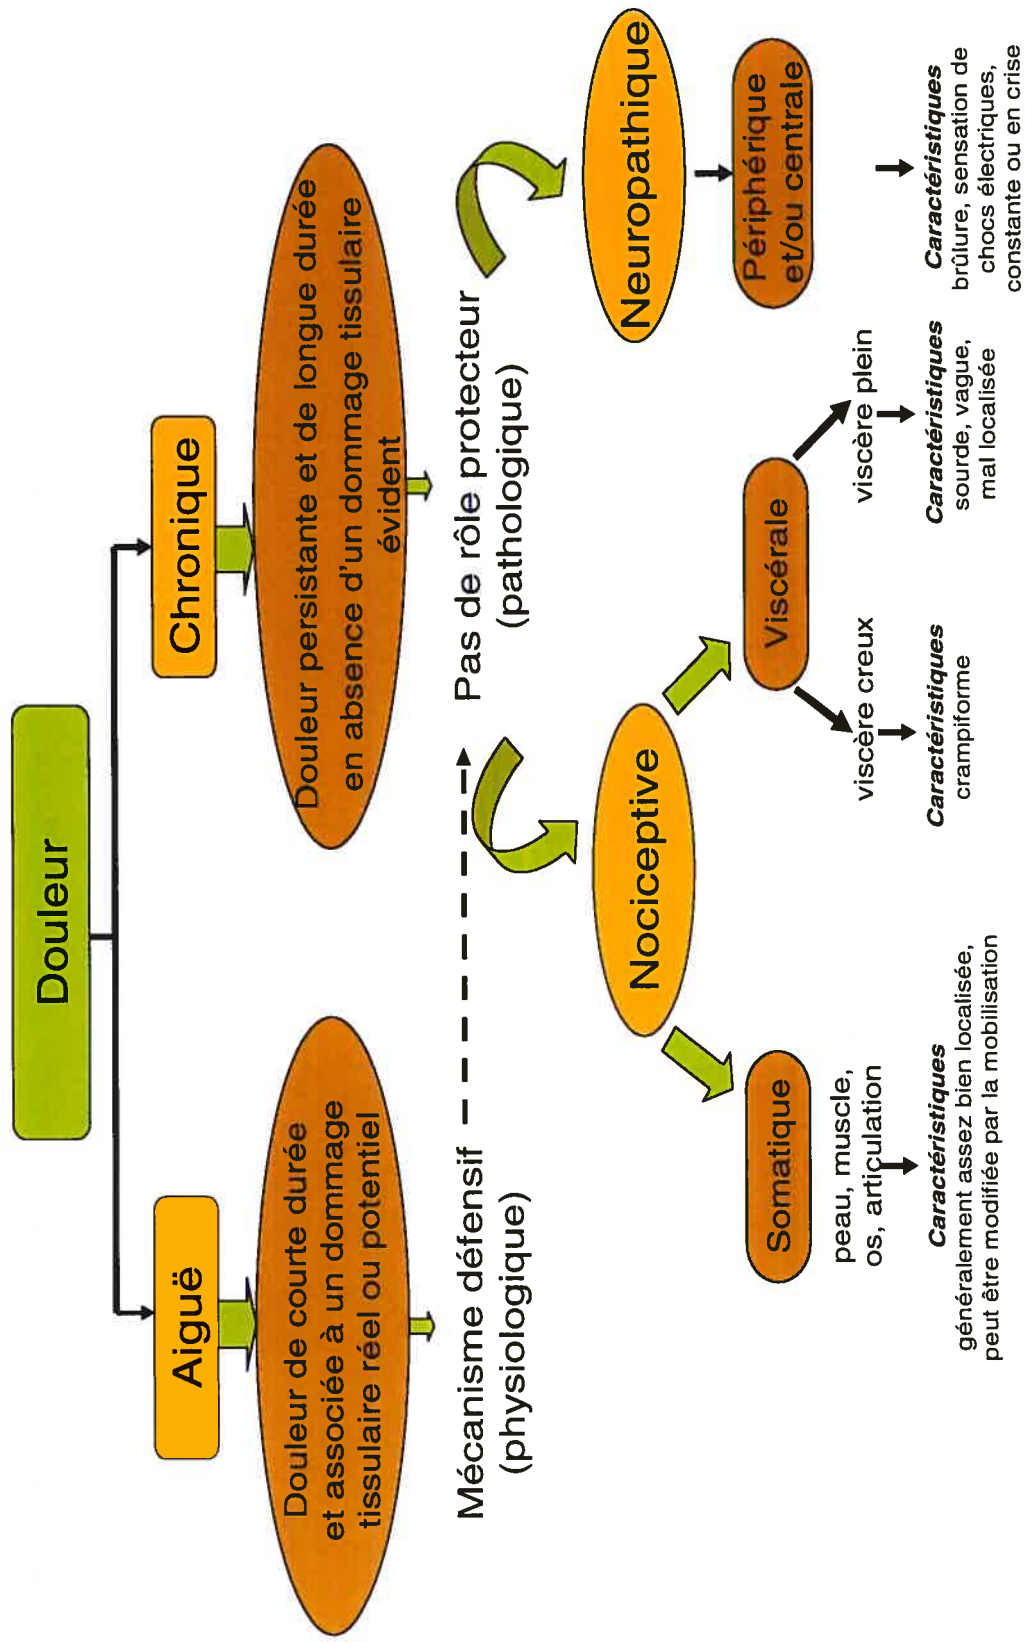 Douleur
Aiguë
Chronique
Douleur de courte durée
et associée à un dommage
tissulaire réel ou potentiel
Douleur persistante et de longue durée
en absence d'un dommage tissulaire
évident
Mécanisme défensif
(physiologique)
Pas de rôle protecteur
(pathologique)
Nociceptive
Neuropathique
Somatique
Viscérale
Périphérique
et/ou centrale
peau, muscle,
os, articulation
viscère creux
viscère plein
Caractéristiques
généralement assez bien localisée,
peut être modifiée par la mobilisation
Caractéristiques
crampiforme
Caractéristiques
sourde, vague,
mal localisée
Caractéristiques
brûlure, sensation de
chocs électriques,
constante ou en crise